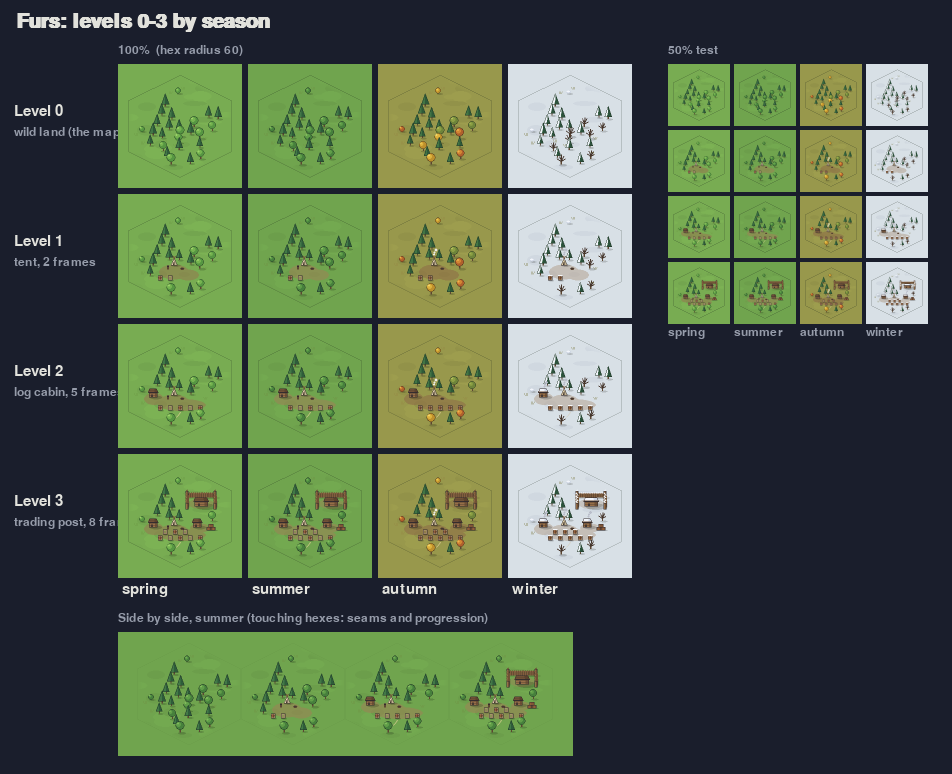 Furs: levels 0-3 by season
100% (hex radius 60)
50% test
Level 0
wild land (the map
Level 1
tent, 2 frames
Level 2
log cabin, 5 frames
Level 3
trading post, 8 fra
spring
summer
autumn
winter
spring
summer
autumn
winter
Side by side, summer (touching hexes: seams and progression)